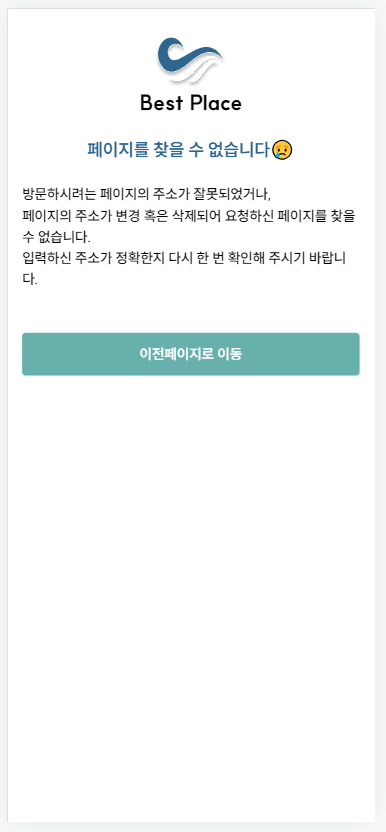 Best Place
페이지를 찾을 수 없습니다😥
방문하시려는 페이지의 주소가 잘못되었거나,
페이지의 주소가 변경 혹은 삭제되어 요청하신 페이지를 찾을
수 없습니다.
입력하신 주소가 정확한지 다시 한 번 확인해 주시기 바랍니
다.
이전페이지로 이동